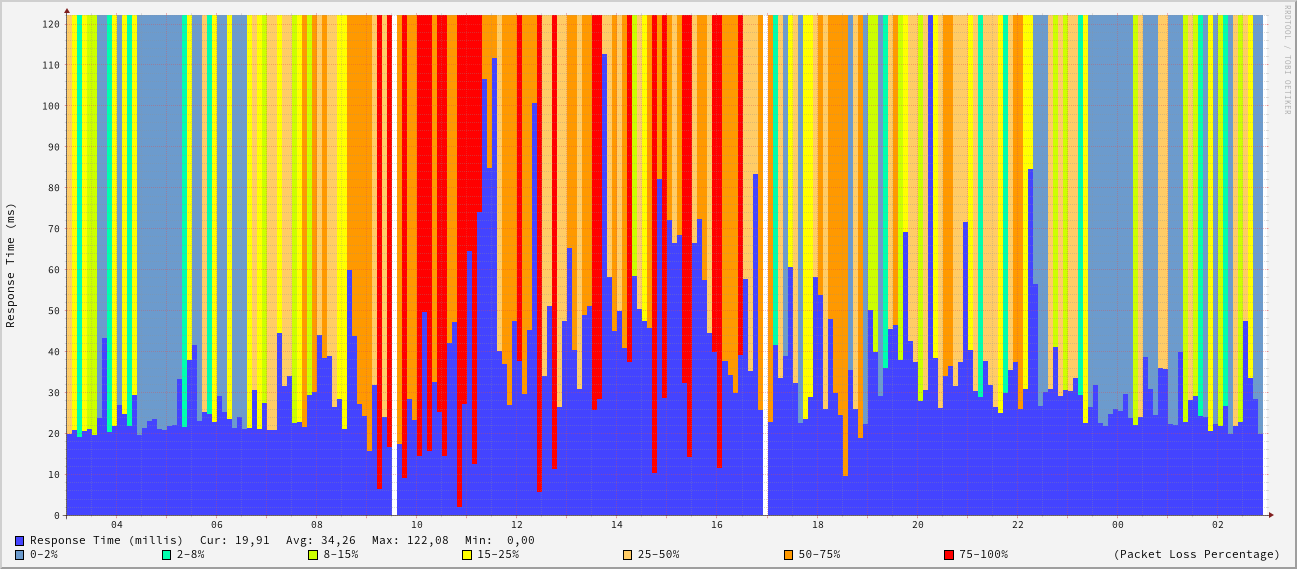 RRDTOOL / TOBI OETIKER
Response Time (ms)
120
110
100
90
80
70
60
50
40
30
20
10
0
04 06 08 10 12 14 16 18 20 22 00 02
Response Time (millis) Cur: 19,91 Avg: 34,26 Max: 122,08 Min: 0,00
0-2% 2-8% 8-15% 15-25% 25-50% 50-75% 75-100% (Packet Loss Percentage)